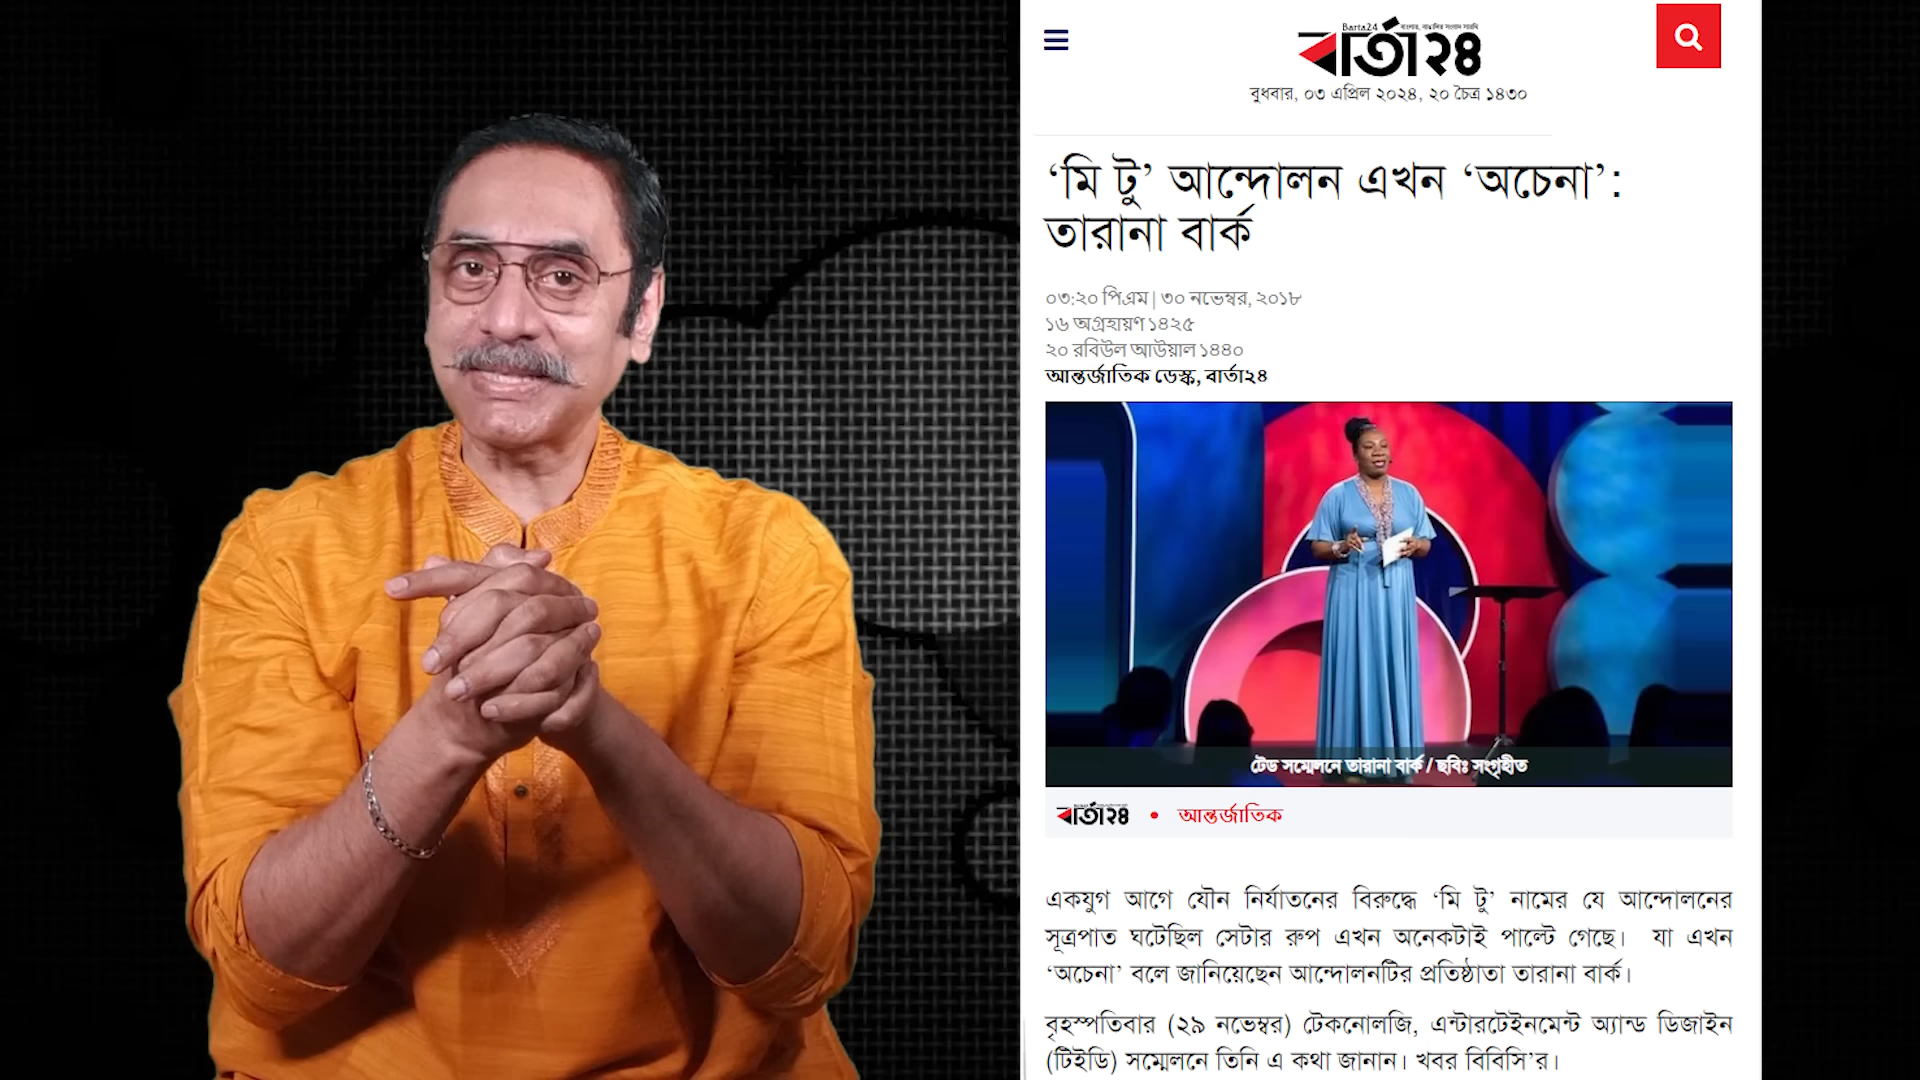 Barta24
বার্তা২৪
বুধবার, ০৩ এপ্রিল ২০২৪, ২০ চৈত্র ১৪৩০
‘মি টু’ আন্দোলন এখন ‘অচেনা’:
তারানা বার্ক
০৩:২০ পিএম | ৩০ নভেম্বর, ২০১৮
১৬ অগ্রহায়ণ ১৪২৫
২০ রবিউল আউয়াল ১৪৪০
আন্তর্জাতিক ডেস্ক, বার্তা২৪
টেড সম্মেলনে তারানা বার্ক / ছবিঃ সংগৃহীত
বার্তা২৪ • আন্তর্জাতিক
একযুগ আগে যৌন নির্যাতনের বিরুদ্ধে ‘মি টু’ নামের যে আন্দোলনের
সূত্রপাত ঘটেছিল সেটার রুপ এখন অনেকটাই পাল্টে গেছে। যা এখন
‘অচেনা’ বলে জানিয়েছেন আন্দোলনটির প্রতিষ্ঠাতা তারানা বার্ক।
বৃহস্পতিবার (২৯ নভেম্বর) টেকনোলজি, এন্টারটেইনমেন্ট অ্যান্ড ডিজাইন
(টিইডি) সম্মেলনে তিনি এ কথা জানান। খবর বিবিসি’র।